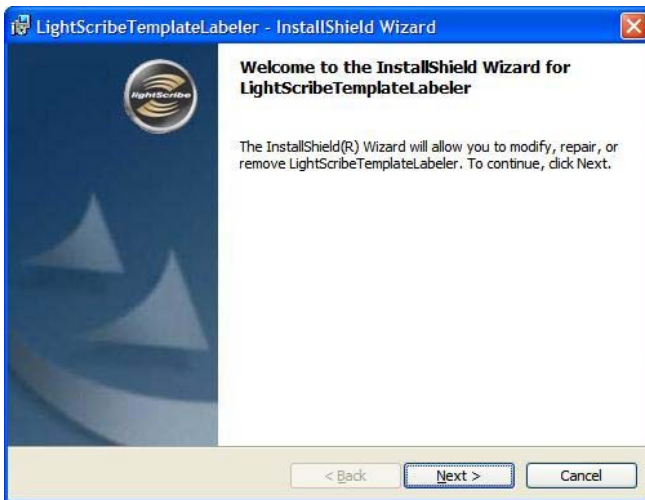 LightScribeTemplateLabeler - InstallShield Wizard
LightScribe
Welcome to the InstallShield Wizard for
LightScribeTemplateLabeler
The InstallShield(R) Wizard will allow you to modify, repair, or
remove LightScribeTemplateLabeler. To continue, click Next.
< Back
Next >
Cancel